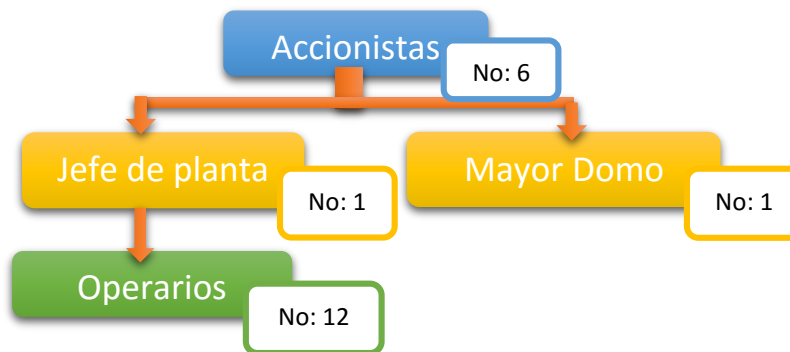 Accionistas
No: 6
Jefe de planta
No: 1
Mayor Domo
No: 1
Operarios
No: 12